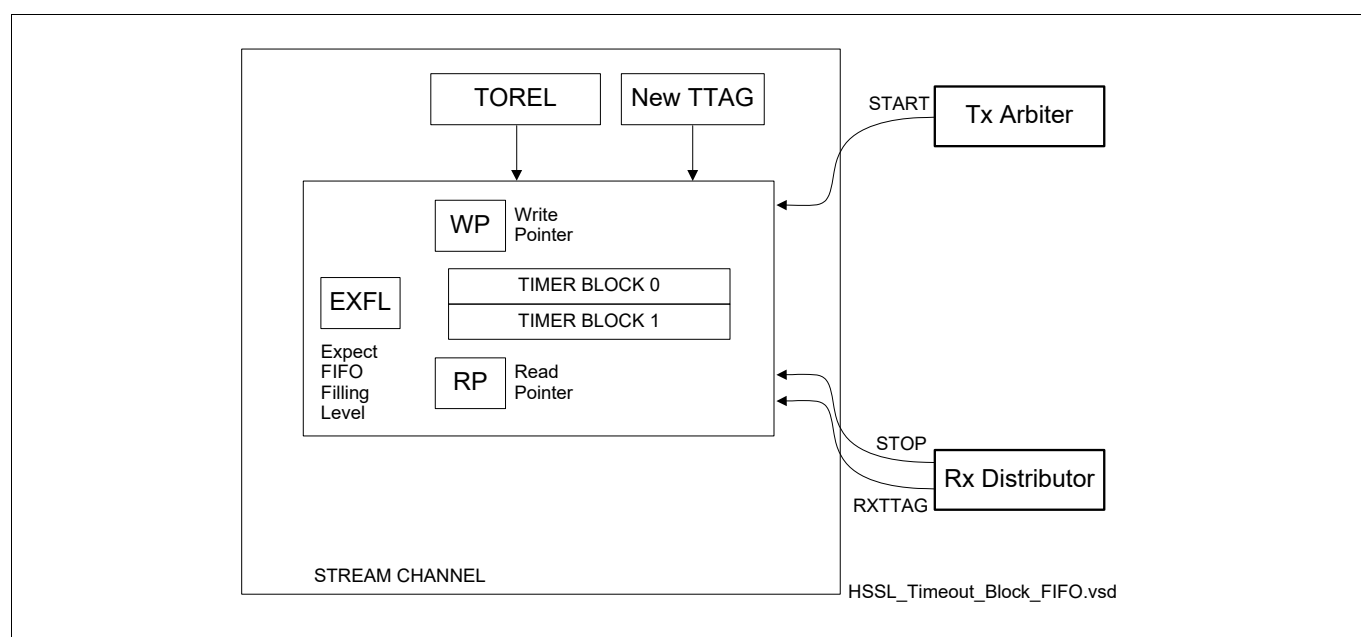 TOREL
New TTAG
START
Tx Arbiter
WP
Write
Pointer
TIMER BLOCK 0
TIMER BLOCK 1
EXFL
Expect
FIFO
Filling
Level
RP
Read
Pointer
STOP
Rx Distributor
RXTTAG
STREAM CHANNEL
HSSL_Timeout_Block_FIFO.vsd